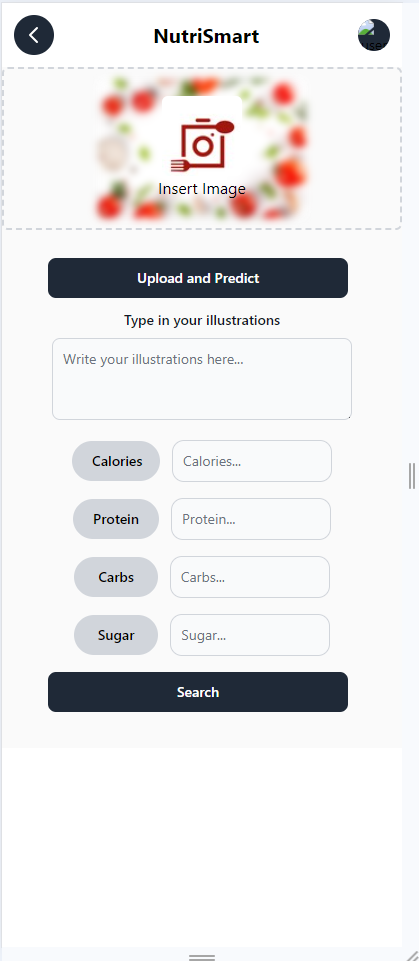 NutriSmart
Insert Image
Upload and Predict
Type in your illustrations
Write your illustrations here...
Calories
Calories...
Protein
Protein...
Carbs
Carbs...
Sugar
Sugar...
Search